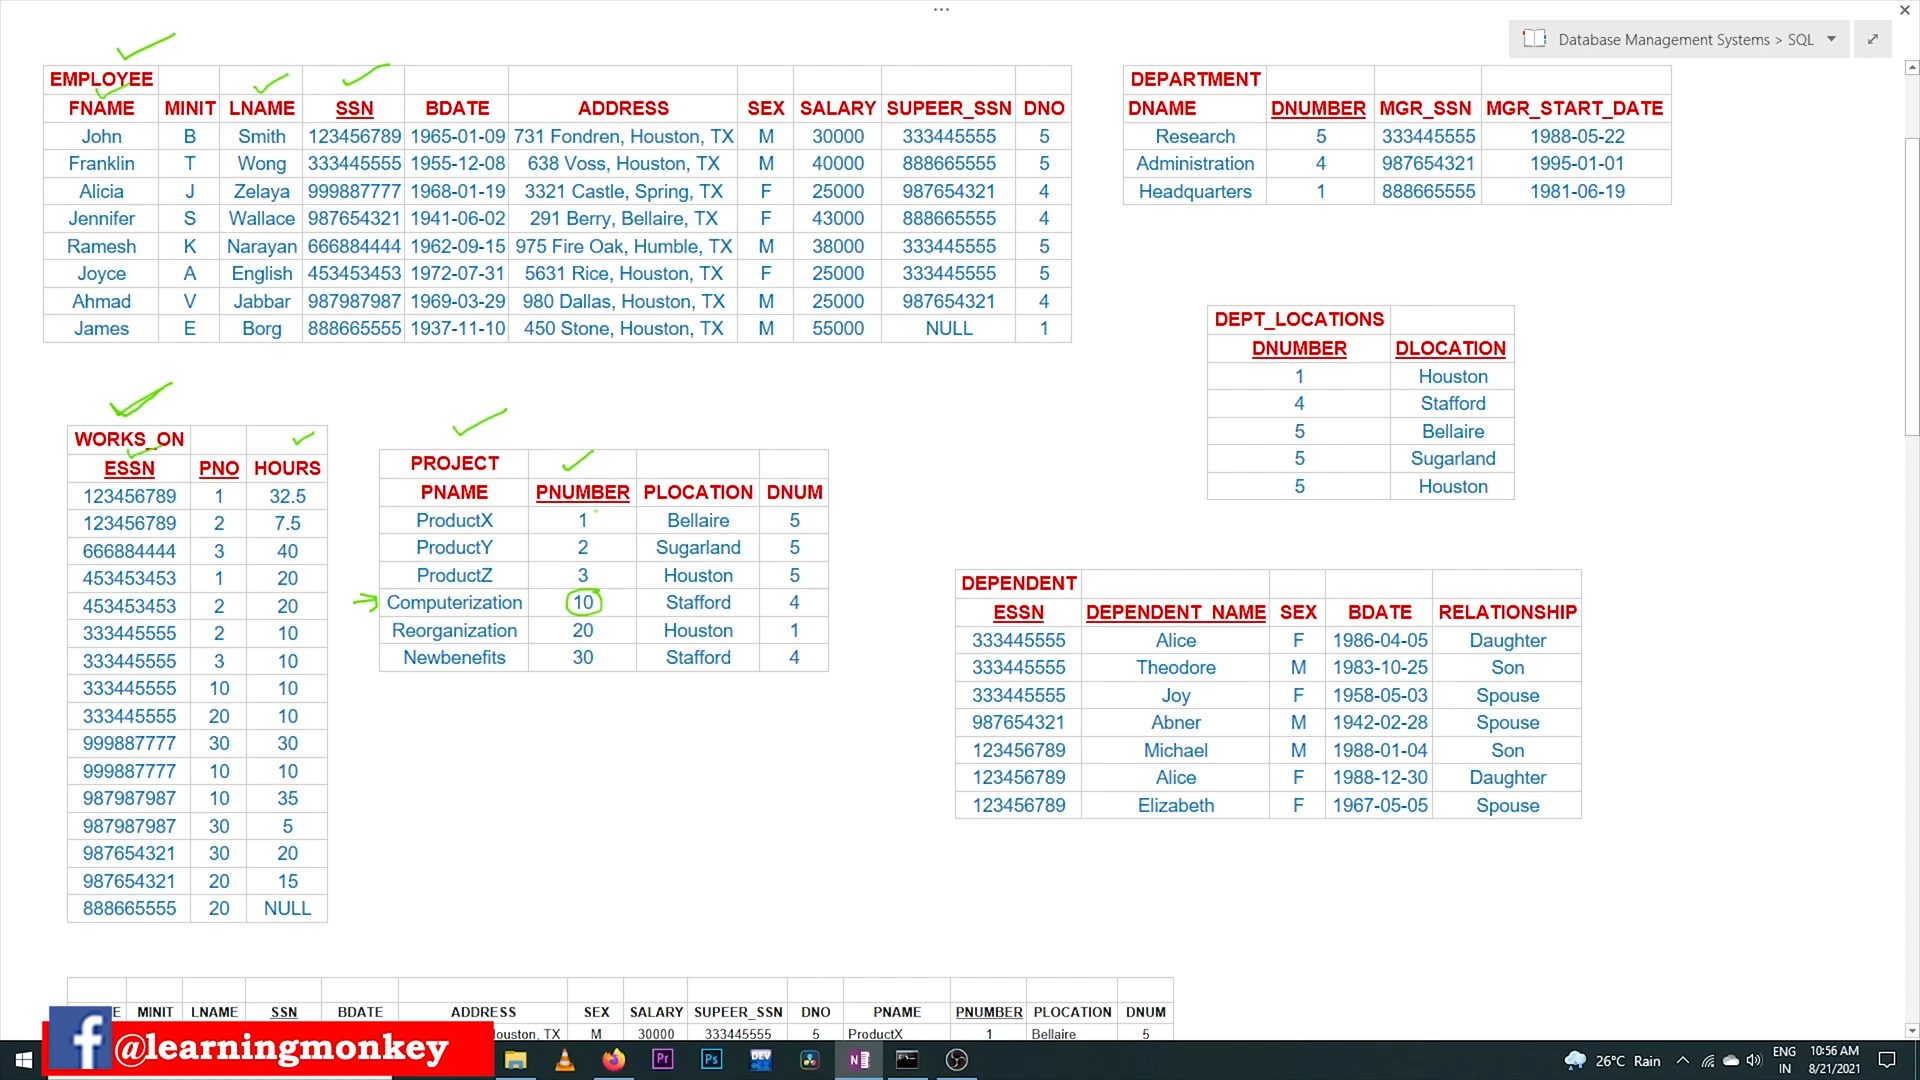 Database Management Systems > SQL
EMPLOYEE
FNAME MINIT LNAME SSN BDATE ADDRESS SEX SALARY SUPEER_SSN DNO
John B Smith 123456789 1965-01-09 731 Fondren, Houston, TX M 30000 333445555 5
Franklin T Wong 333445555 1955-12-08 638 Voss, Houston, TX M 40000 888665555 5
Alicia J Zelaya 999887777 1968-01-19 3321 Castle, Spring, TX F 25000 987654321 4
Jennifer S Wallace 987654321 1941-06-02 291 Berry, Bellaire, TX F 43000 888665555 4
Ramesh K Narayan 666884444 1962-09-15 975 Fire Oak, Humble, TX M 38000 333445555 5
Joyce A English 453453453 1972-07-31 5631 Rice, Houston, TX F 25000 333445555 5
Ahmad V Jabbar 987987987 1969-03-29 980 Dallas, Houston, TX M 25000 987654321 4
James E Borg 888665555 1937-11-10 450 Stone, Houston, TX M 55000 NULL 1
DEPARTMENT
DNAME DNUMBER MGR_SSN MGR_START_DATE
Research 5 333445555 1988-05-22
Administration 4 987654321 1995-01-01
Headquarters 1 888665555 1981-06-19
DEPT_LOCATIONS
DNUMBER DLOCATION
1 Houston
4 Stafford
5 Bellaire
5 Sugarland
5 Houston
WORKS_ON
ESSN PNO HOURS
123456789 1 32.5
123456789 2 7.5
666884444 3 40
453453453 1 20
453453453 2 20
333445555 2 10
333445555 3 10
333445555 10 10
333445555 20 10
999887777 30 30
999887777 10 10
987987987 10 35
987987987 30 5
987654321 30 20
987654321 20 15
888665555 20 NULL
PROJECT
PNAME PNUMBER PLOCATION DNUM
ProductX 1 Bellaire 5
ProductY 2 Sugarland 5
ProductZ 3 Houston 5
Computerization 10 Stafford 4
Reorganization 20 Houston 1
Newbenefits 30 Stafford 4
DEPENDENT
ESSN DEPENDENT_NAME SEX BDATE RELATIONSHIP
333445555 Alice F 1986-04-05 Daughter
333445555 Theodore M 1983-10-25 Son
333445555 Joy F 1958-05-03 Spouse
987654321 Abner M 1942-02-28 Spouse
123456789 Michael M 1988-01-04 Son
123456789 Alice F 1988-12-30 Daughter
123456789 Elizabeth F 1967-05-05 Spouse
E MINIT LNAME SSN BDATE ADDRESS SEX SALARY SUPEER_SSN DNO PNAME PNUMBER PLOCATION DNUM
ouston, TX M 30000 333445555 5 ProductX 1 Bellaire 5
f @learningmonkey
Pr Ps DEV N
26°C Rain
ENG
IN
10:56 AM
8/21/2021